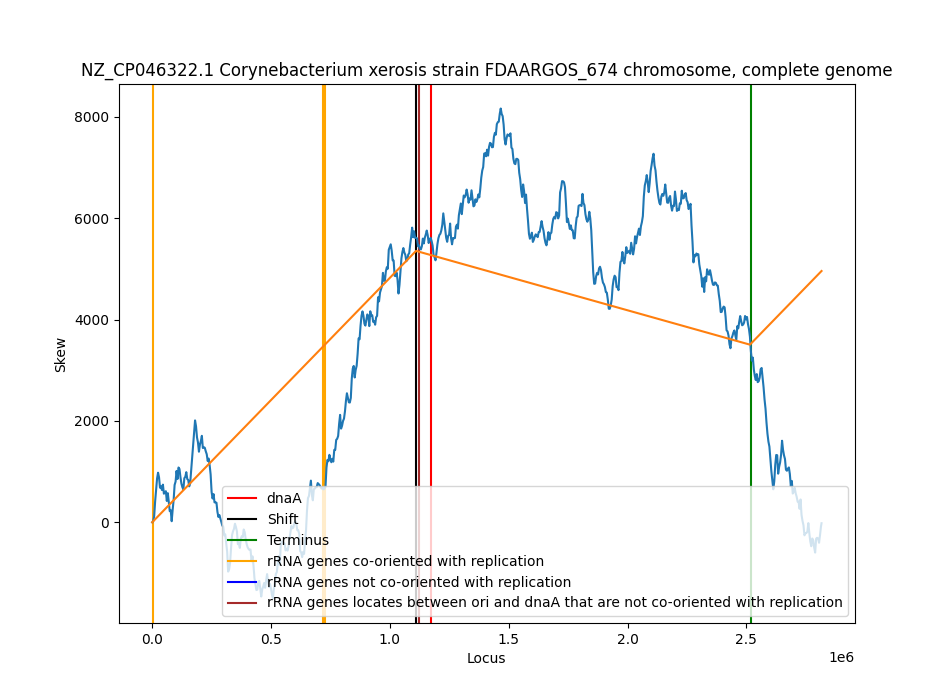 NZ_CP046322.1 Corynebacterium xerosis strain FDAARGOS_674 chromosome, complete genome
8000
6000
4000
2000
0
Skew
dnaA
Shift
Terminus
rRNA genes co-oriented with replication
rRNA genes not co-oriented with replication
rRNA genes locates between ori and dnaA that are not co-oriented with replication
0.0 0.5 1.0 1.5 2.0 2.5
Locus
1e6